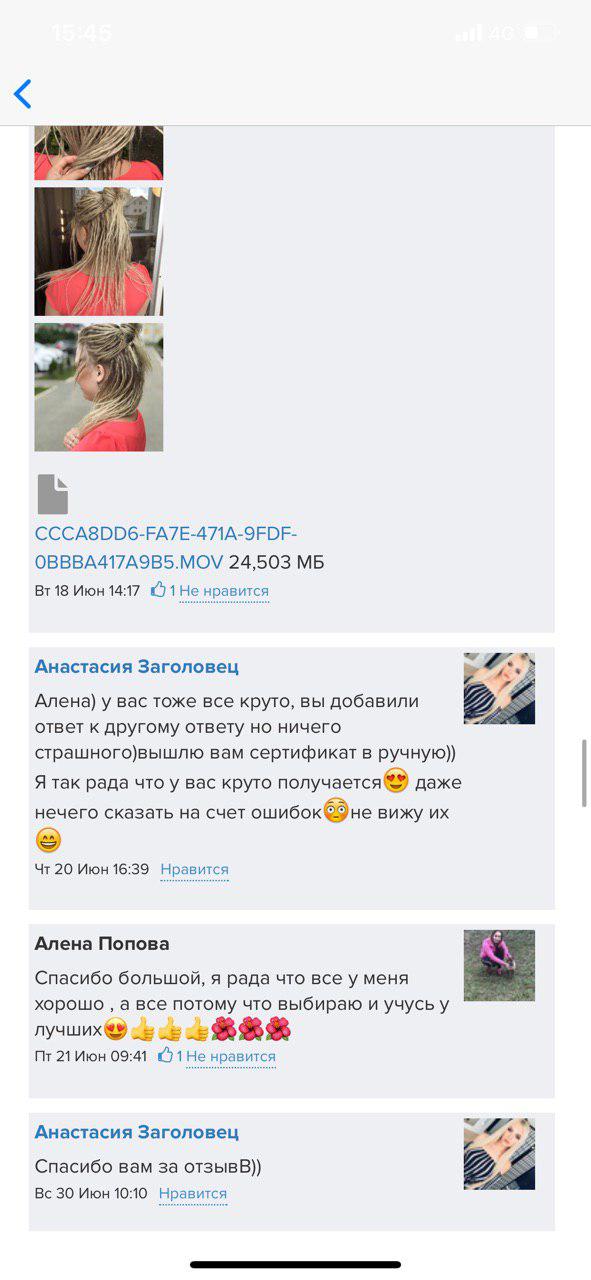 15:45
4G
CCCA8DD6-FA7E-471A-9FDF-
0BBBA417A9B5.MOV 24,503 МБ
Вт 18 Июн 14:17 1 Не нравится
Анастасия Заголовец
Алена) у вас тоже все круто, вы добавили
ответ к другому ответу но ничего
страшного)вышлю вам сертификат в ручную))
Я так рада что у вас круто получается😍 даже
нечего сказать на счет ошибок😳не вижу их
😄
Чт 20 Июн 16:39 Нравится
Алена Попова
Спасибо большой, я рада что все у меня
хорошо , а все потому что выбираю и учусь у
лучших😍👍👍👍🌺🌺🌺
Пт 21 Июн 09:41 1 Не нравится
Анастасия Заголовец
Спасибо вам за отзывВ))
Вс 30 Июн 10:10 Нравится